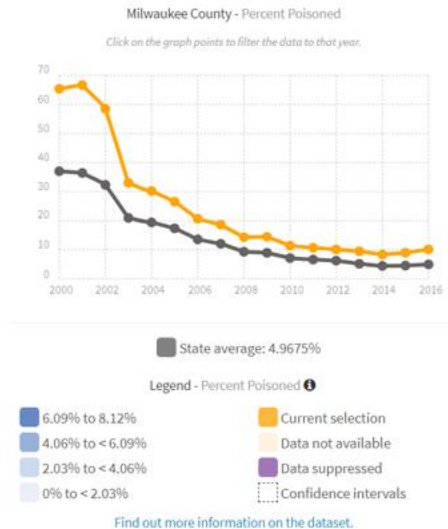 Milwaukee County - Percent Poisoned
Click on the graph points to filter the data to that year.
70
60
50
40
30
20
10
0
2000 2002 2004 2006 2008 2010 2012 2014 2016
State average: 4.9675%
Legend - Percent Poisoned
6.09% to 8.12%
Current selection
4.06% to < 6.09%
Data not available
2.03% to < 4.06%
Data suppressed
0% to < 2.03%
Confidence intervals
Find out more information on the dataset.